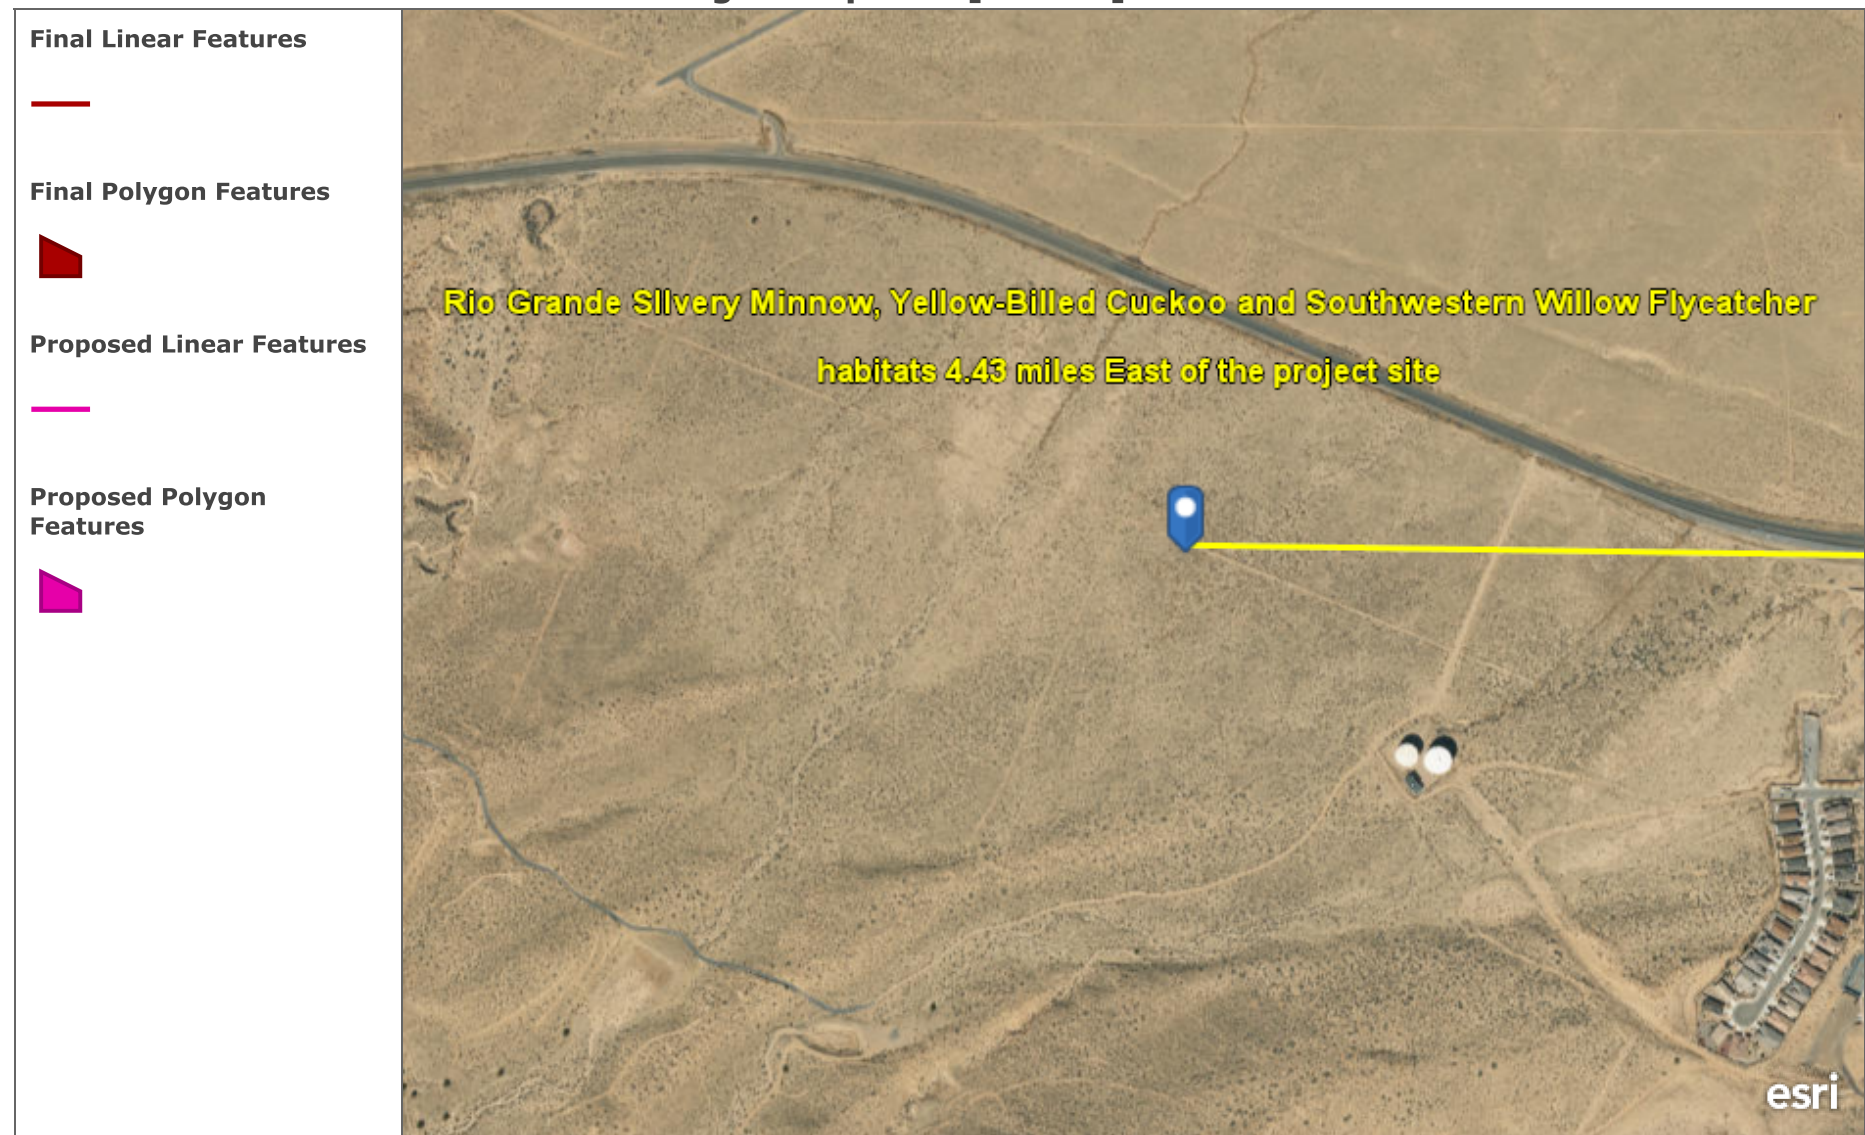 Final Linear Features
Final Polygon Features
Proposed Linear Features
Proposed Polygon
Features
Rio Grande SIlvery Minnow, Yellow-Billed Cuckoo and Southwestern Willow Flycatcher
habitats 4.43 miles East of the project site
esri